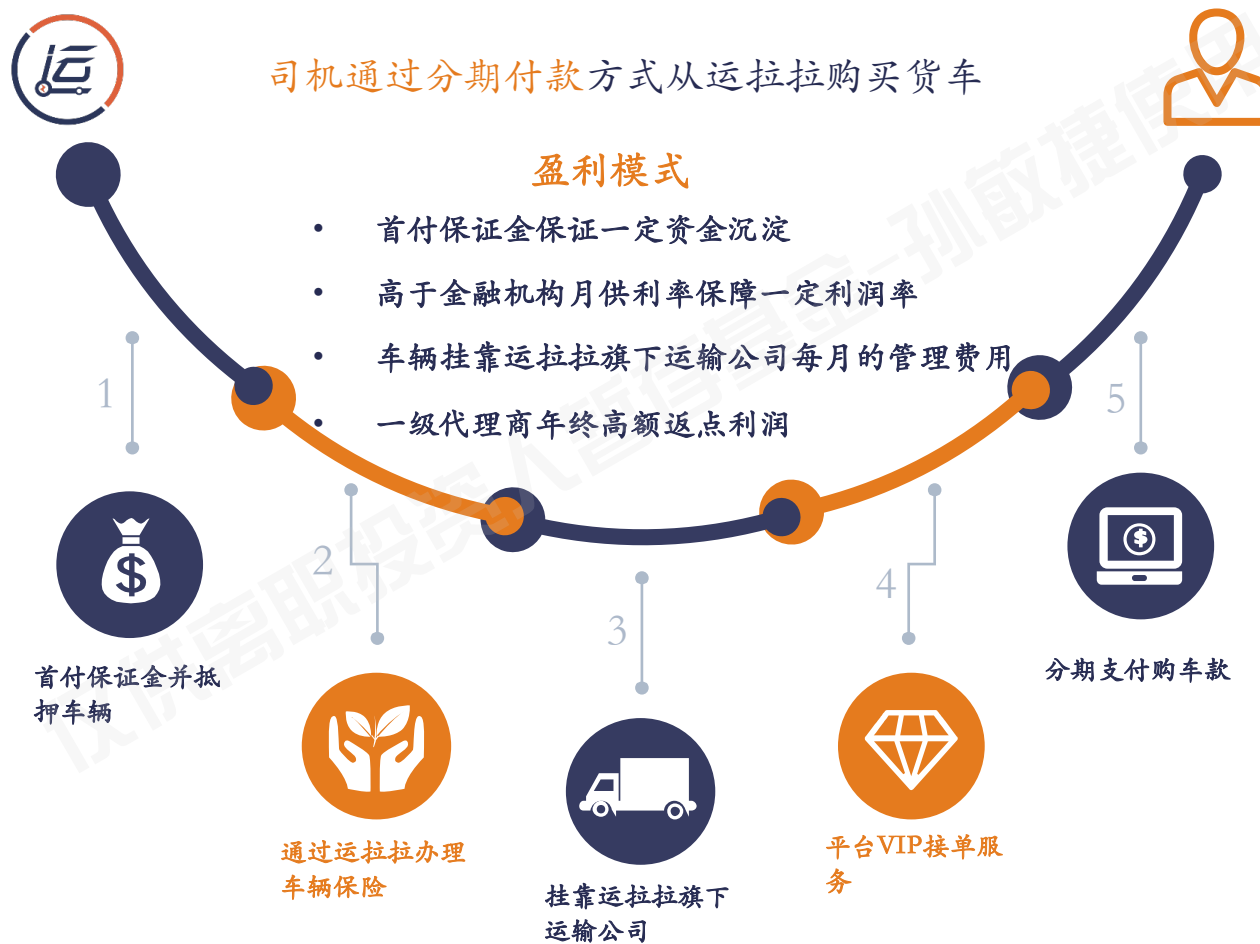 司机通过分期付款方式从运拉拉购买货车
盈利模式
• 首付保证金保证一定资金沉淀
• 高于金融机构月供利率保障一定利润率
• 车辆挂靠运拉拉旗下运输公司每月的管理费用
• 一级代理商年终高额返点利润
1
2
3
4
5
首付保证金并抵
押车辆
通过运拉拉办理
车辆保险
挂靠运拉拉旗下
运输公司
平台VIP接单服
务
分期支付购车款